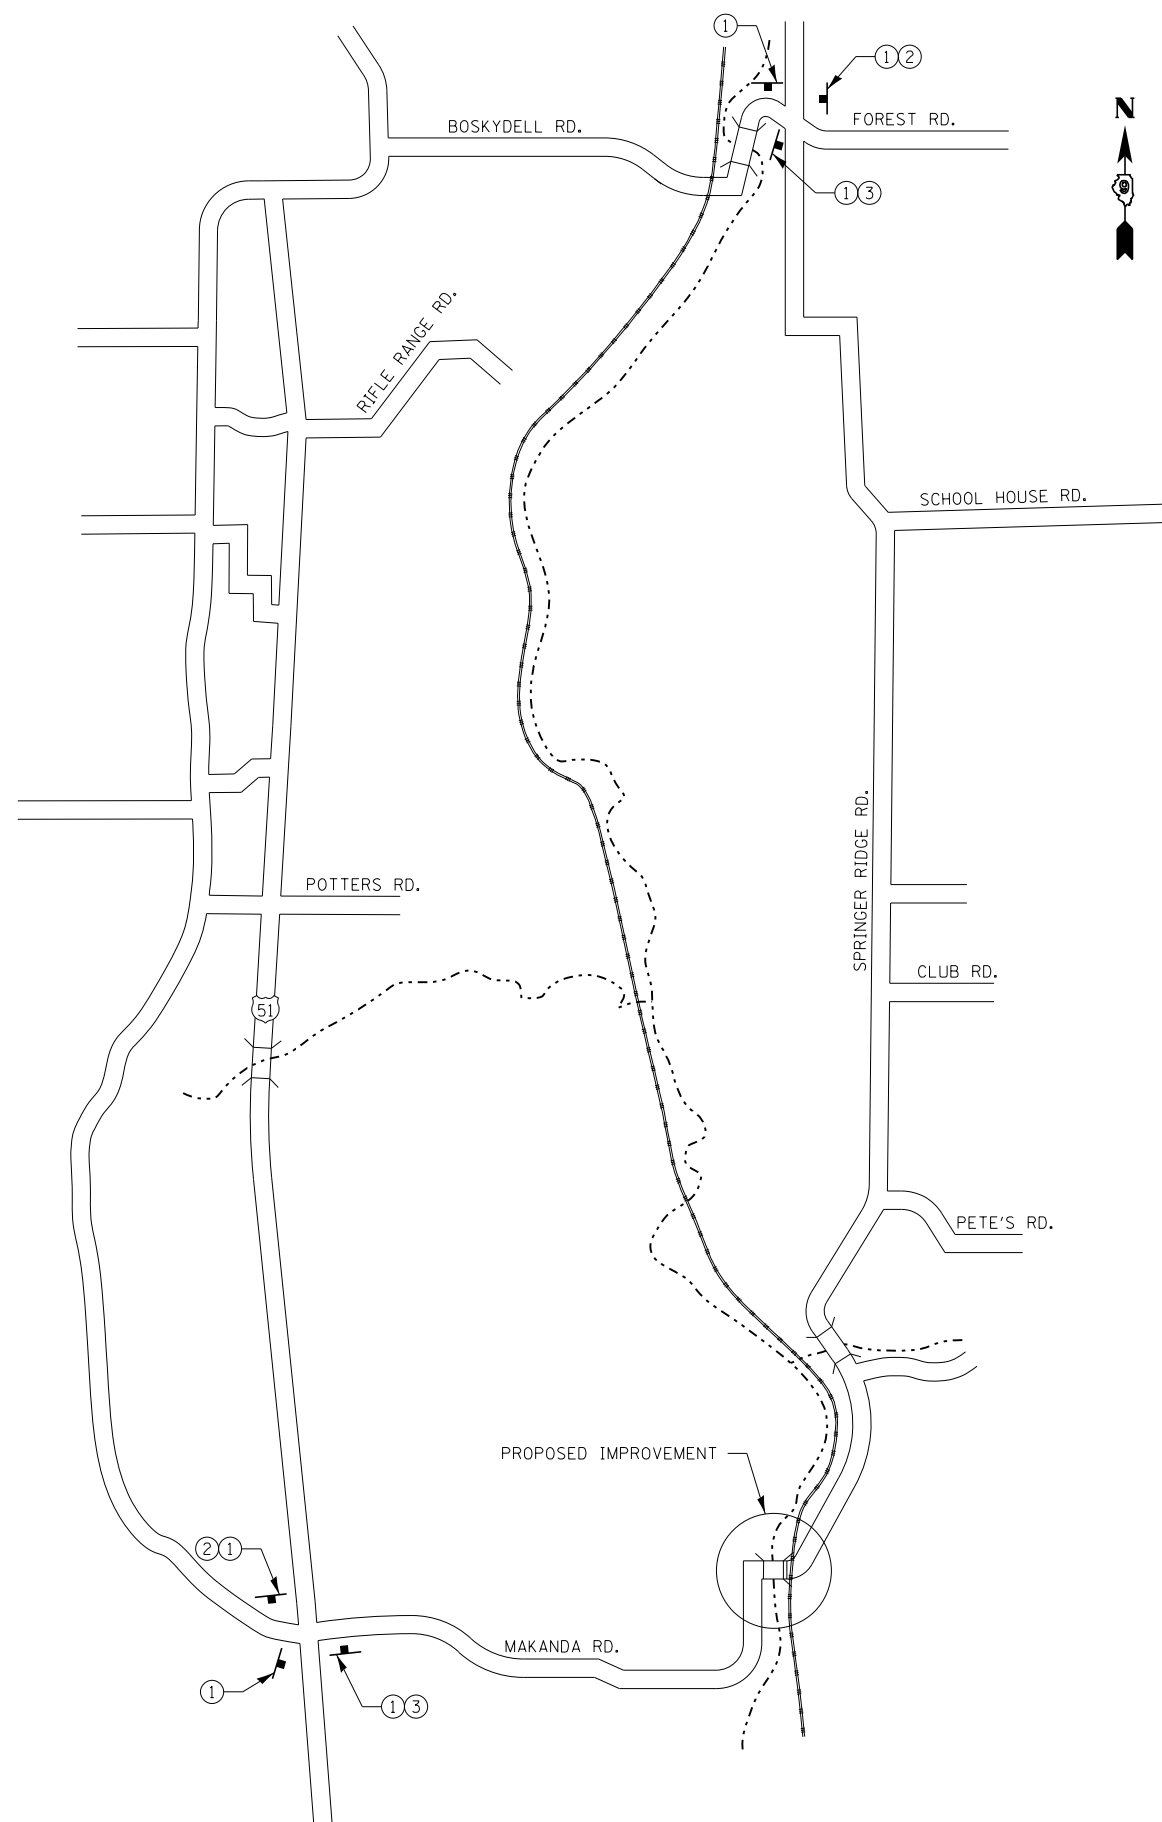 1
1 2
N
BOSKYDELL RD.
FOREST RD.
1 3
RIFLE RANGE RD.
SCHOOL HOUSE RD.
SPRINGER RIDGE RD.
POTTERS RD.
CLUB RD.
51
PETE'S RD.
PROPOSED IMPROVEMENT
2 1
MAKANDA RD.
1
1 3